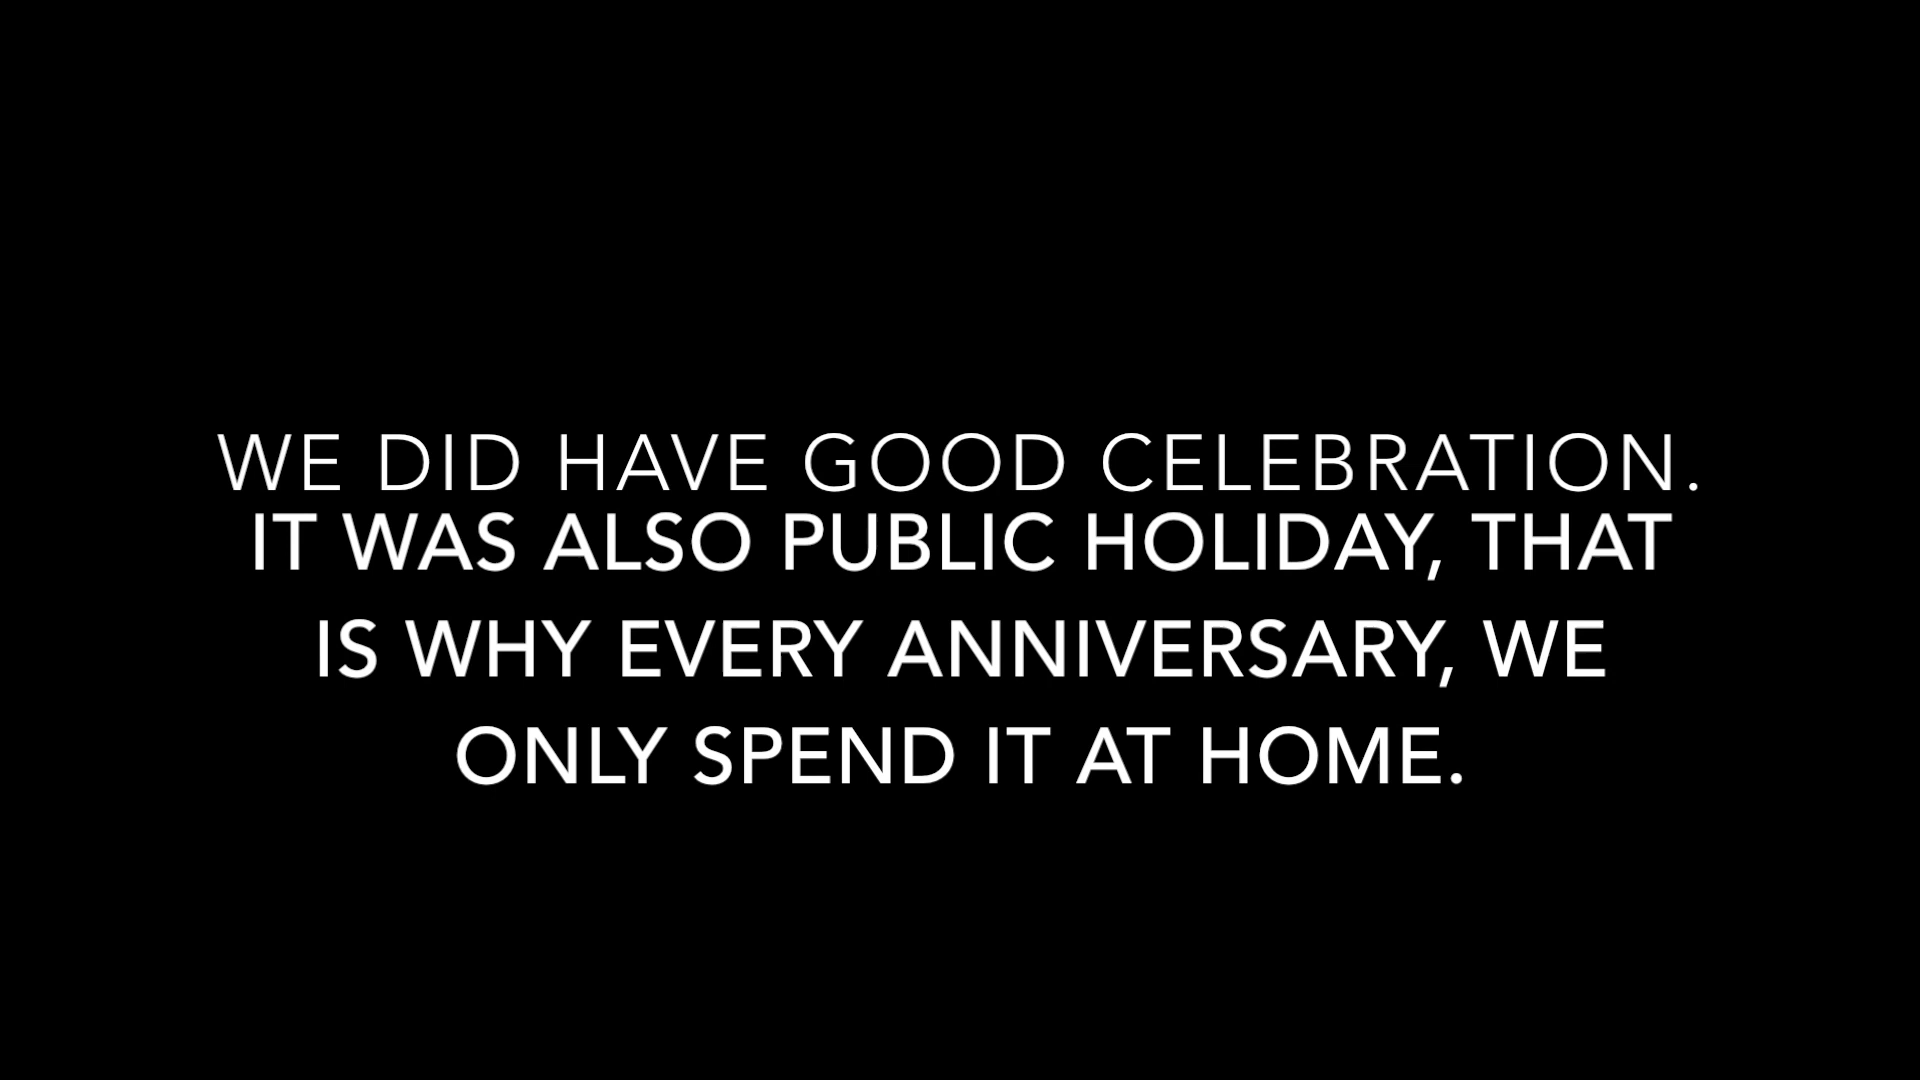 WE DID HAVE GOOD CELEBRATION.
IT WAS ALSO PUBLIC HOLIDAY, THAT
IS WHY EVERY ANNIVERSARY, WE
ONLY SPEND IT AT HOME.